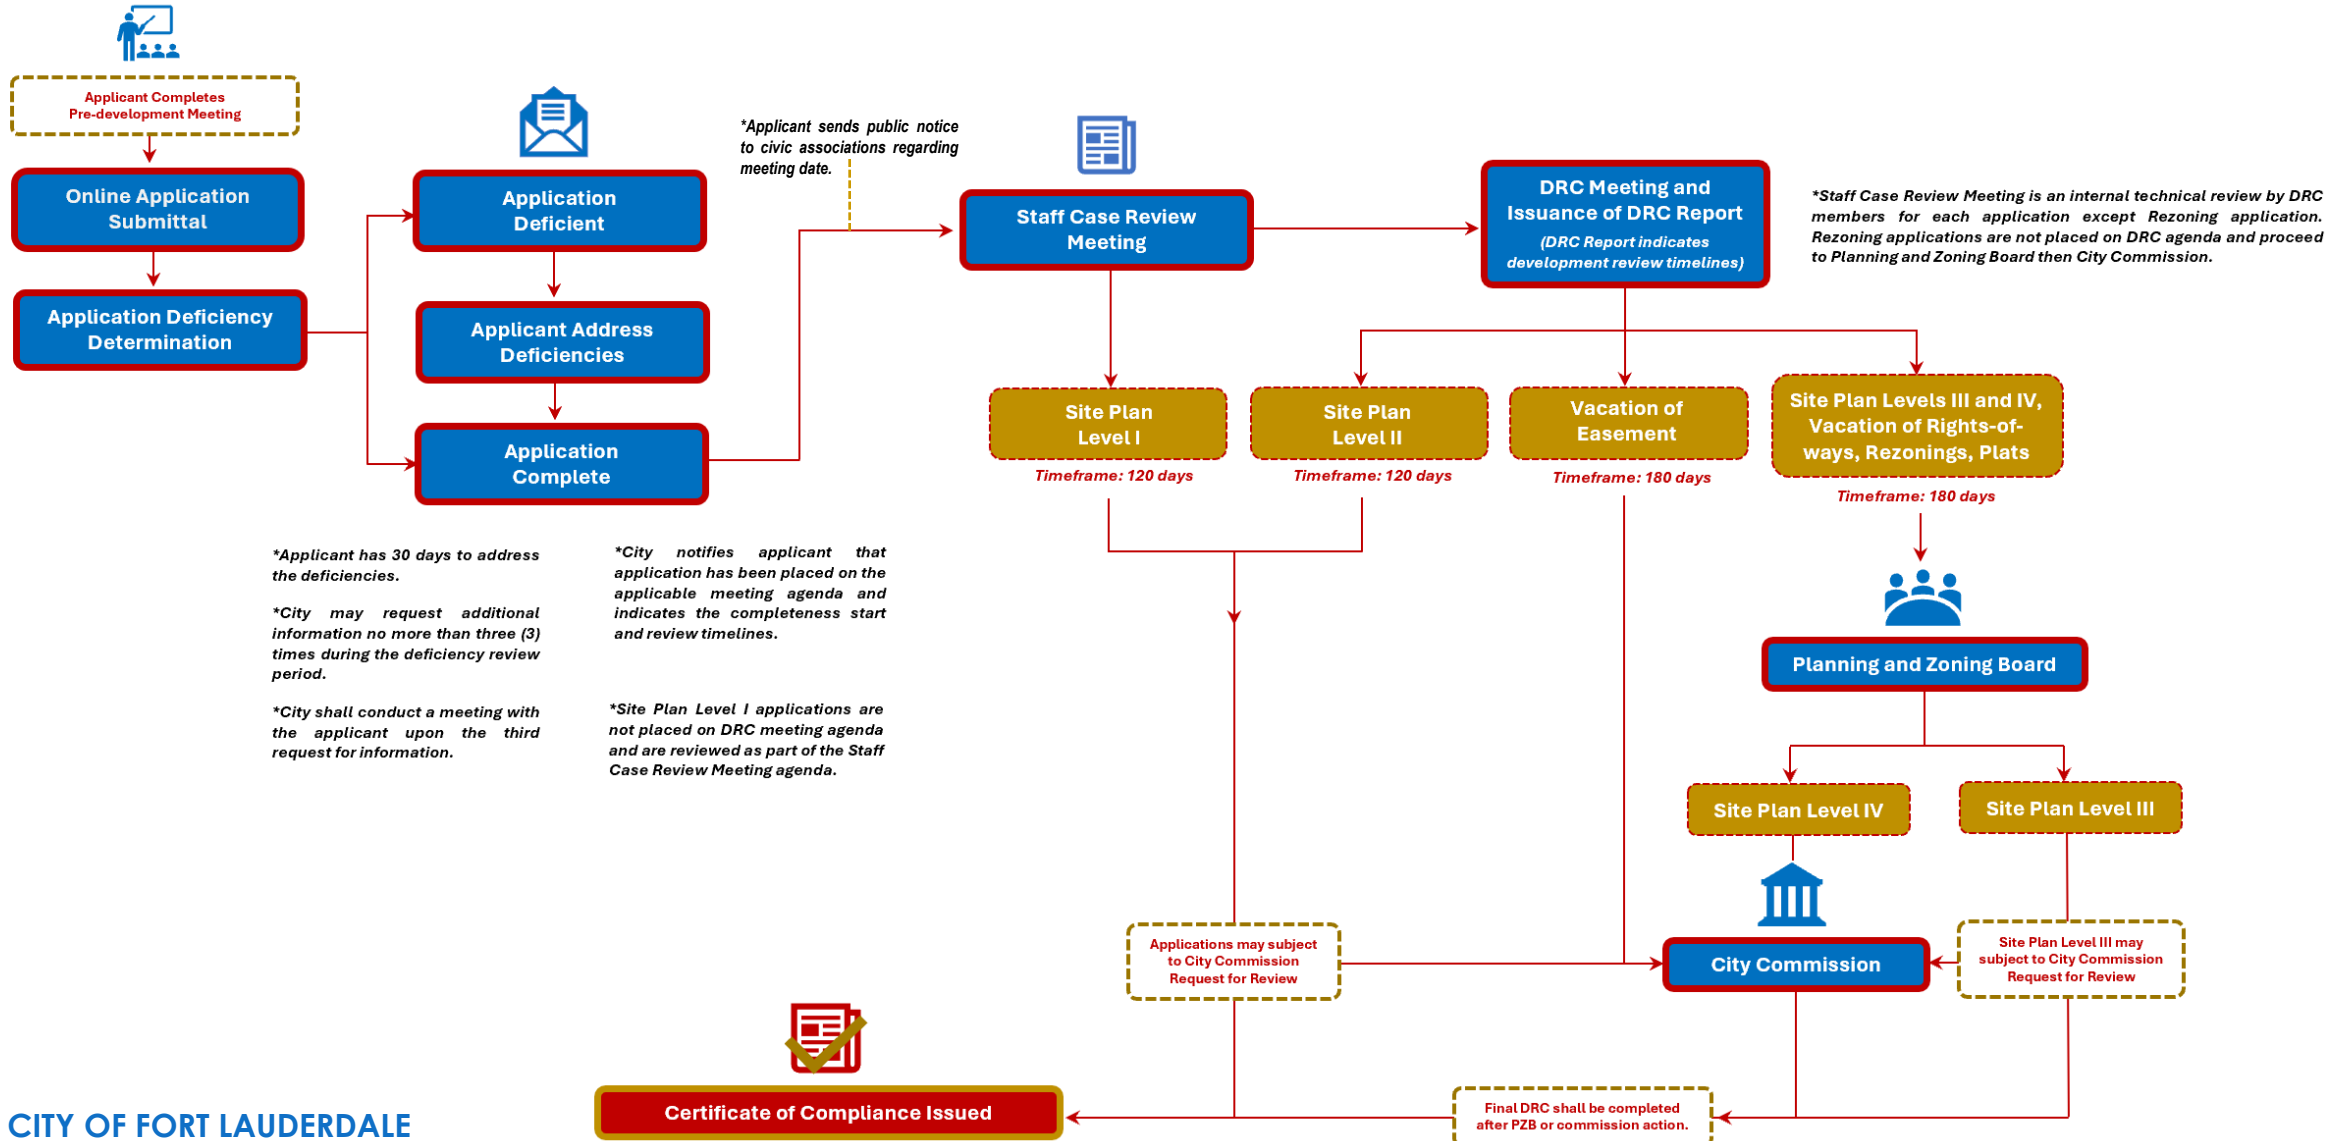 Applicant Completes
Pre-development Meeting
Online Application
Submittal
Application Deficiency
Determination
Application
Deficient
Applicant Address
Deficiencies
Application
Complete
*Applicant has 30 days to address
the deficiencies.
*City may request additional
information no more than three (3)
times during the deficiency review
period.
*City shall conduct a meeting with
the applicant upon the third
request for information.
*City notifies applicant that
application has been placed on the
applicable meeting agenda and
indicates the completeness start
and review timelines.
*Site Plan Level I applications are
not placed on DRC meeting agenda
and are reviewed as part of the Staff
Case Review Meeting agenda.
*Applicant sends public notice
to civic associations regarding
meeting date.
Staff Case Review
Meeting
DRC Meeting and
Issuance of DRC Report
(DRC Report indicates
development review timelines)
*Staff Case Review Meeting is an internal technical review by DRC
members for each application except Rezoning application.
Rezoning applications are not placed on DRC agenda and proceed
to Planning and Zoning Board then City Commission.
Site Plan
Level I
Timeframe: 120 days
Site Plan
Level II
Timeframe: 120 days
Vacation of
Easement
Timeframe: 180 days
Site Plan Levels III and IV,
Vacation of Rights-of-
ways, Rezonings, Plats
Timeframe: 180 days
Planning and Zoning Board
Site Plan Level IV
Site Plan Level III
Applications may subject
to City Commission
Request for Review
City Commission
Site Plan Level III may
subject to City Commission
Request for Review
Final DRC shall be completed
after PZB or commission action.
Certificate of Compliance Issued
CITY OF FORT LAUDERDALE